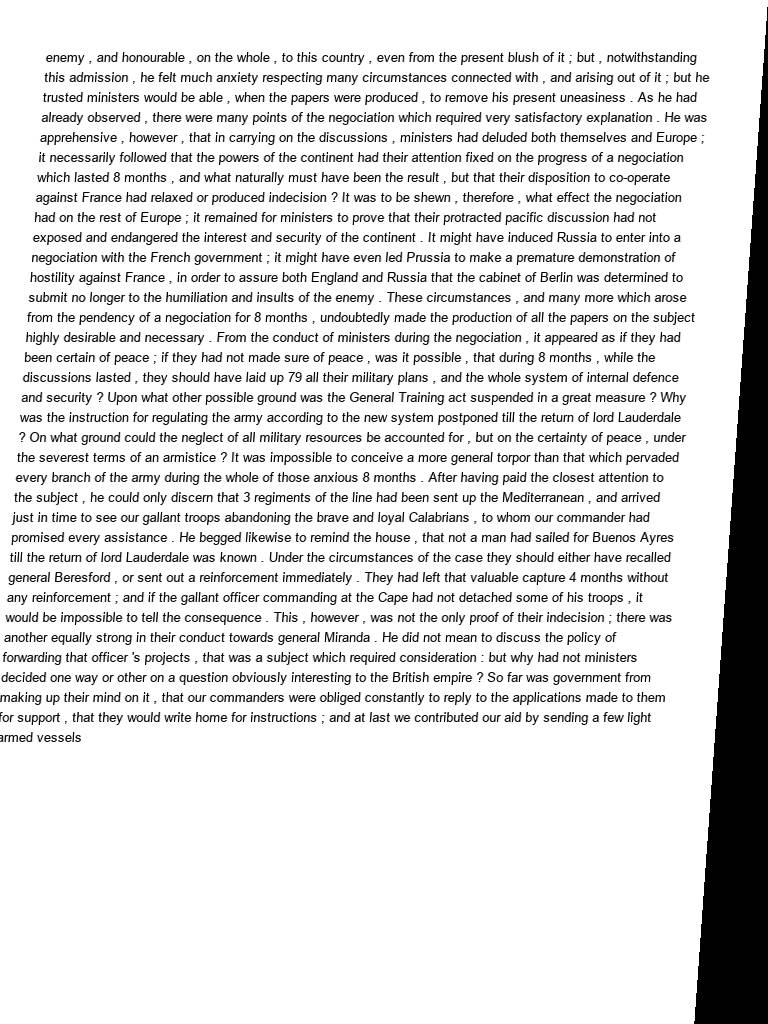 enemy , and honourable , on the whole , to this country , even from the present blush of it ; but , notwithstanding
this admission , he felt much anxiety respecting many circumstances connected with , and arising out of it ; but he
trusted ministers would be able , when the papers were produced , to remove his present uneasiness . As he had
already observed , there were many points of the negociation which required very satisfactory explanation . He was
apprehensive , however , that in carrying on the discussions , ministers had deluded both themselves and Europe ;
it necessarily followed that the powers of the continent had their attention fixed on the progress of a negociation
which lasted 8 months , and what naturally must have been the result , but that their disposition to co-operate
against France had relaxed or produced indecision ? It was to be shewn , therefore , what effect the negociation
had on the rest of Europe ; it remained for ministers to prove that their protracted pacific discussion had not
exposed and endangered the interest and security of the continent . It might have induced Russia to enter into a
negociation with the French government ; it might have even led Prussia to make a premature demonstration of
hostility against France , in order to assure both England and Russia that the cabinet of Berlin was determined to
submit no longer to the humiliation and insults of the enemy . These circumstances , and many more which arose
from the pendency of a negociation for 8 months , undoubtedly made the production of all the papers on the subject
highly desirable and necessary . From the conduct of ministers during the negociation , it appeared as if they had
been certain of peace ; if they had not made sure of peace , was it possible , that during 8 months , while the
discussions lasted , they should have laid up 79 all their military plans , and the whole system of internal defence
and security ? Upon what other possible ground was the General Training act suspended in a great measure ? Why
was the instruction for regulating the army according to the new system postponed till the return of lord Lauderdale
? On what ground could the neglect of all military resources be accounted for , but on the certainty of peace , under
the severest terms of an armistice ? It was impossible to conceive a more general torpor than that which pervaded
every branch of the army during the whole of those anxious 8 months . After having paid the closest attention to
the subject , he could only discern that 3 regiments of the line had been sent up the Mediterranean , and arrived
just in time to see our gallant troops abandoning the brave and loyal Calabrians , to whom our commander had
promised every assistance . He begged likewise to remind the house , that not a man had sailed for Buenos Ayres
till the return of lord Lauderdale was known . Under the circumstances of the case they should either have recalled
general Beresford , or sent out a reinforcement immediately . They had left that valuable capture 4 months without
any reinforcement ; and if the gallant officer commanding at the Cape had not detached some of his troops , it
would be impossible to tell the consequence . This , however , was not the only proof of their indecision ; there was
another equally strong in their conduct towards general Miranda . He did not mean to discuss the policy of
forwarding that officer 's projects , that was a subject which required consideration : but why had not ministers
decided one way or other on a question obviously interesting to the British empire ? So far was government from
making up their mind on it , that our commanders were obliged constantly to reply to the applications made to them
for support , that they would write home for instructions ; and at last we contributed our aid by sending a few light
armed vessels